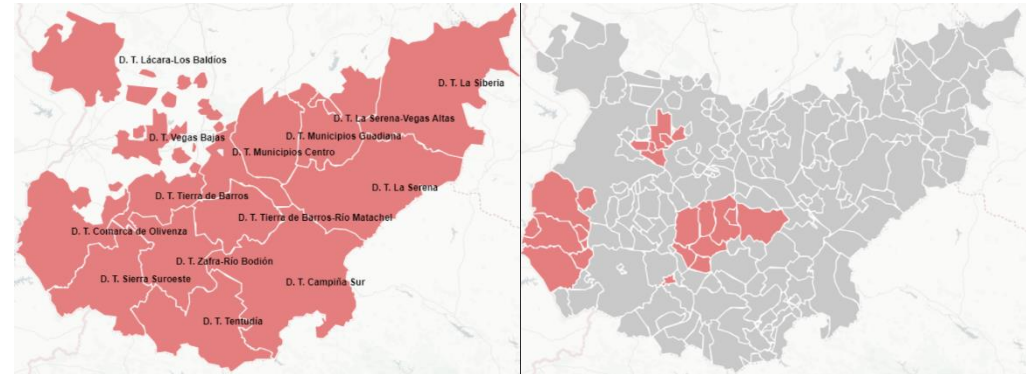 D. T. Lácara-Los Baldíos
D. T. La Siberia
D. T. La Serena-Vegas Altas
D. T. Vegas Bajas
D. T. Municipios Guadiana
D. T. Municipios Centro
D. T. La Serena
D. T. Tierra de Barros
D. T. Tierra de Barros-Río Matachel
D. T. Comarca de Olivenza
D. T. Zafra-Río Bodión
D. T. Sierra Suroeste
D. T. Campiña Sur
D. T. Tentudía